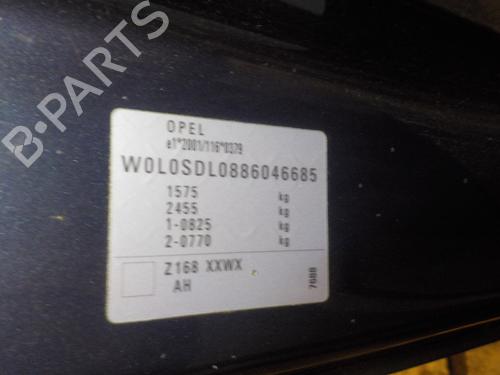 B-PARTS
OPEL
e1*2001/116*0379
W0L0SDL0886046685
1575 kg
2455 kg
1-0825 kg
2-0770 kg
Z168 XXWX
AH
768B